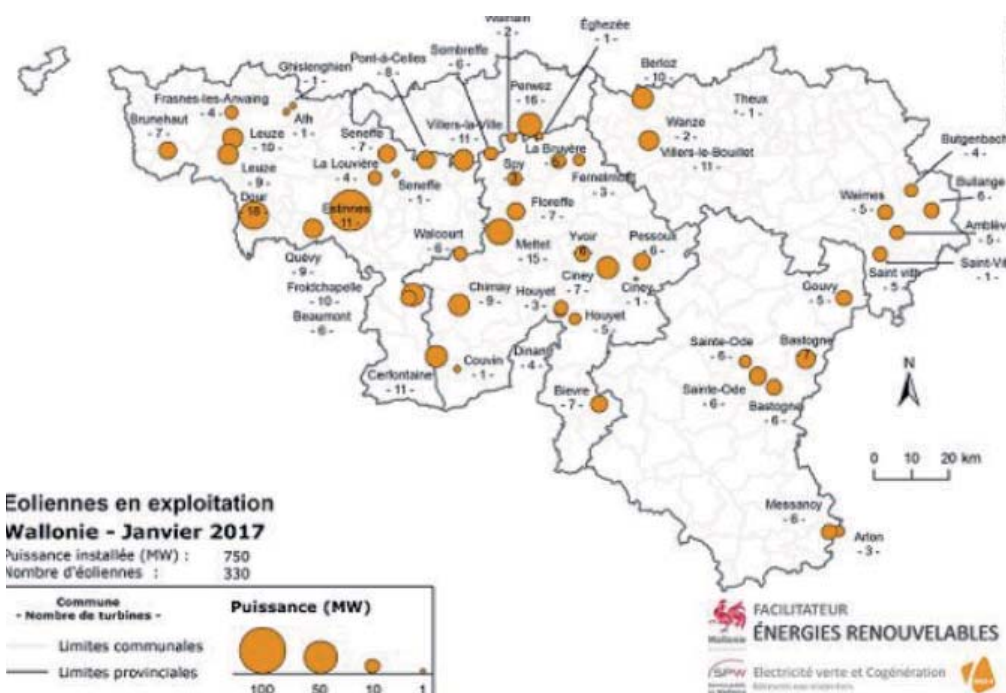 Walhain
- 2 -
Éghezée
- 1 -
Sombreffe
- 6 -
Pont-à-Celles
- 8 -
Ghislenghien
- 1 -
Berloz
- 10 -
Perwez
- 16 -
Theux
- 1 -
Frasnes-les-Anvaing
- 4 -
Ath
- 1 -
Brunehaut
- 7 -
Leuze
- 10 -
Seneffe
- 7 -
Villers-la-Ville
- 11 -
La Bruyère
Wanze
- 2 -
Villers-le-Bouillet
- 11 -
Butgenbach
- 4 -
Bullange
- 6 -
Leuze
- 9 -
La Louvière
- 4 -
Seneffe
- 1 -
Spy
Fernelmont
- 3 -
Waimes
- 5 -
Amblève
- 5 -
Dour
Estinnes
- 11 -
Floreffe
- 7 -
Walcourt
- 6 -
Mettet
- 15 -
Yvoir
Pessoux
- 6 -
Saint vith
- 5 -
Saint-Vit
- 1 -
Quévy
- 9 -
Ciney
- 7 -
Ciney
- 1 -
Froidchapelle
- 10 -
Beaumont
- 6 -
Chimay
- 9 -
Houyet
- 3 -
Houyet
- 5 -
Gouvy
- 5 -
Cerfontaine
- 11 -
Couvin
- 1 -
Dinant
- 4 -
Sainte-Ode
- 6 -
Bastogne
7
Bièvre
- 7 -
Sainte-Ode
- 6 -
Bastogne
- 6 -
N
0 10 20 km
Messancy
- 6 -
Arlon
- 3 -
Eoliennes en exploitation
Wallonie - Janvier 2017
Puissance installée (MW) : 750
Nombre d'éoliennes : 330
Commune
- Nombre de turbines -
Limites communales
Limites provinciales
Puissance (MW)
100 50 10 1
Wallonie
FACILITATEUR
ÉNERGIES RENOUVELABLES
SPW
Electricité verte et Cogénération